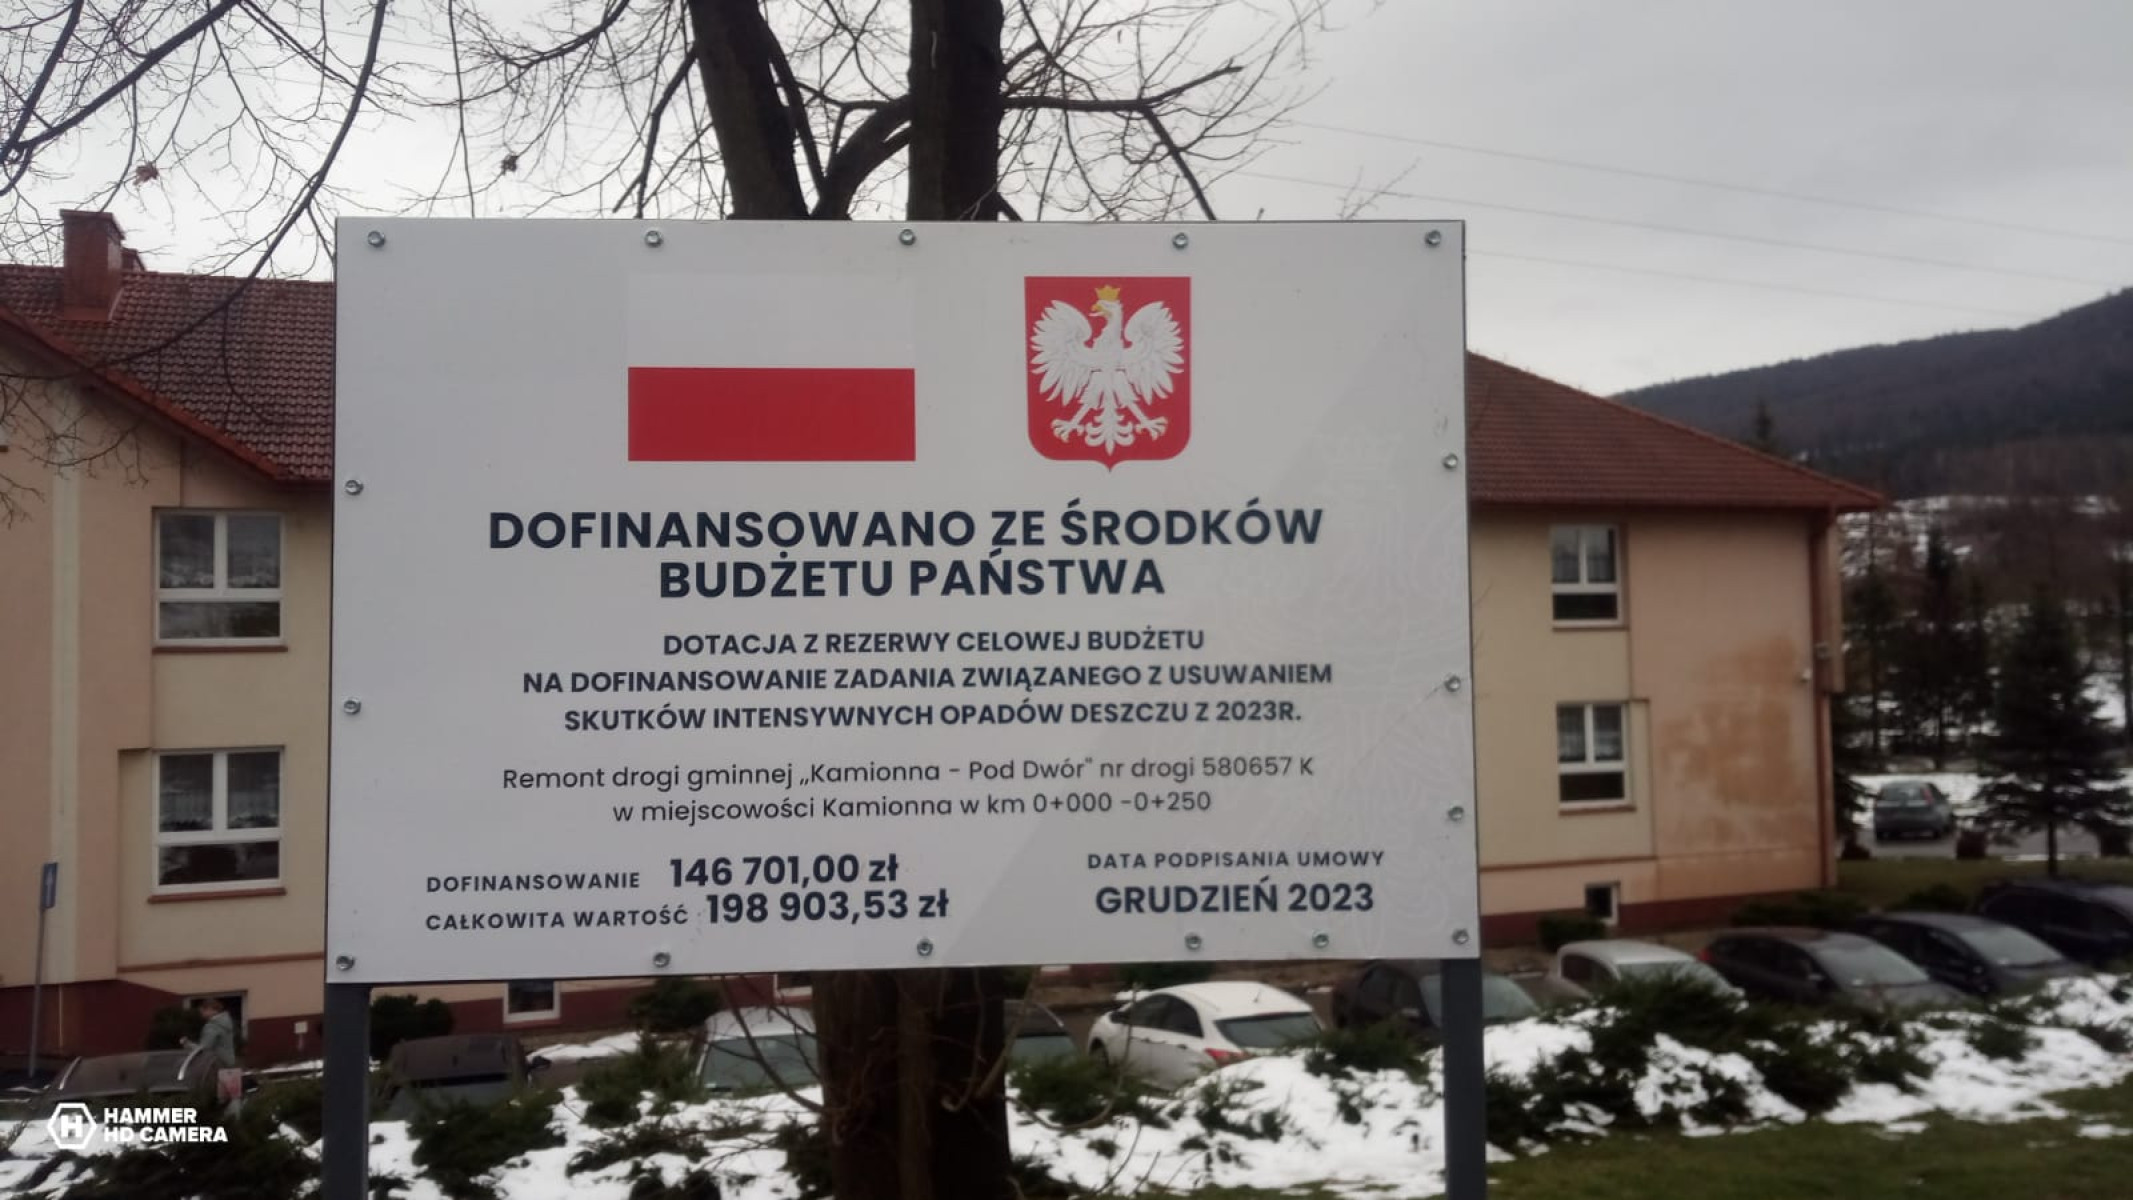 DOFINANSOWANO ZE ŚRODKÓW
BUDŻETU PAŃSTWA
DOTACJA Z REZERWY CELOWEJ BUDŻETU
NA DOFINANSOWANIE ZADANIA ZWIĄZANEGO Z USUWANIEM
SKUTKÓW INTENSYWNYCH OPADÓW DESZCZU Z 2023R.
Remont drogi gminnej „Kamionna - Pod Dwór" nr drogi 580657 K
w miejscowości Kamionna w km 0+000 -0+250
DOFINANSOWANIE 146 701,00 zł
CAŁKOWITA WARTOŚĆ 198 903,53 zł
DATA PODPISANIA UMOWY
GRUDZIEŃ 2023
HAMMER
HD CAMERA